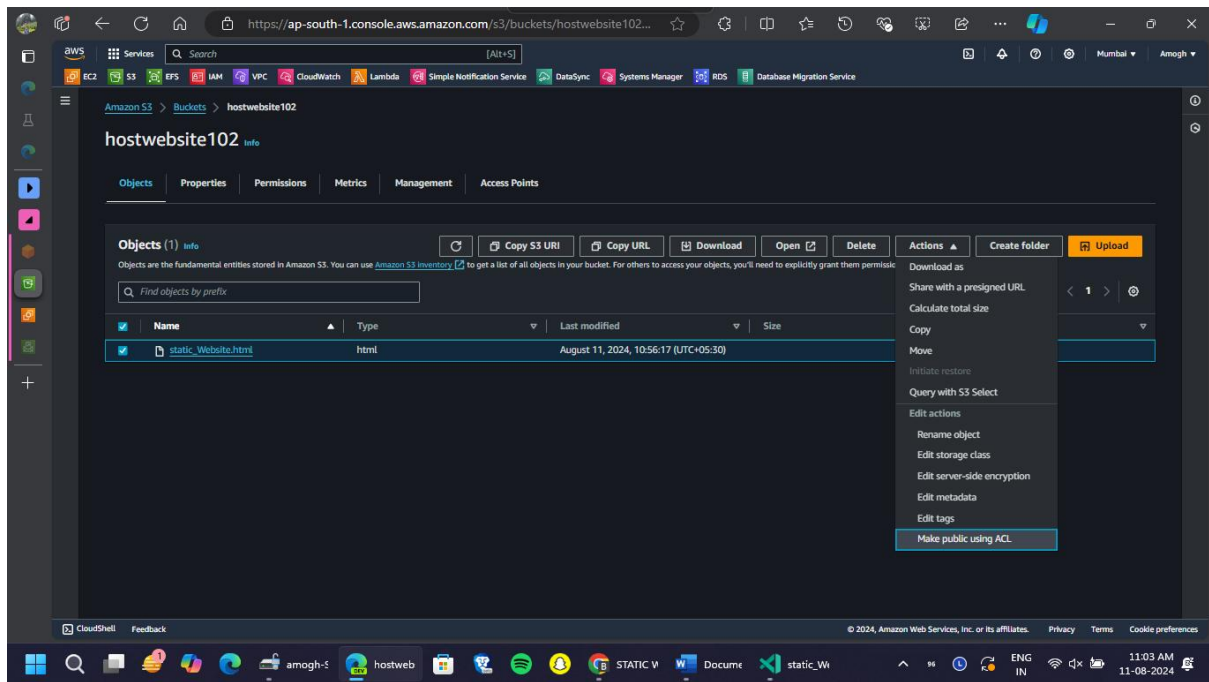 https://ap-south-1.console.aws.amazon.com/s3/buckets/hostwebsite102...
aws Services Search [Alt+S] Mumbai Amogh
EC2 S3 EFS IAM VPC CloudWatch Lambda Simple Notification Service DataSync Systems Manager RDS Database Migration Service
Amazon S3 > Buckets > hostwebsite102
hostwebsite102 Info
Objects Properties Permissions Metrics Management Access Points
Objects (1) Info Copy S3 URI Copy URL Download Open Delete Actions Create folder Upload
Objects are the fundamental entities stored in Amazon S3. You can use Amazon S3 inventory to get a list of all objects in your bucket. For others to access your objects, you'll need to explicitly grant them permissio
Find objects by prefix
< 1 >
Name Type Last modified Size
static_Website.html html August 11, 2024, 10:56:17 (UTC+05:30)
Download as
Share with a presigned URL
Calculate total size
Copy
Move
Initiate restore
Query with S3 Select
Edit actions
Rename object
Edit storage class
Edit server-side encryption
Edit metadata
Edit tags
Make public using ACL
CloudShell Feedback © 2024, Amazon Web Services, Inc. or its affiliates. Privacy Terms Cookie preferences
amogh-s hostweb STATIC W Docume static_We 96 ENG 11:03 AM
IN 11-08-2024